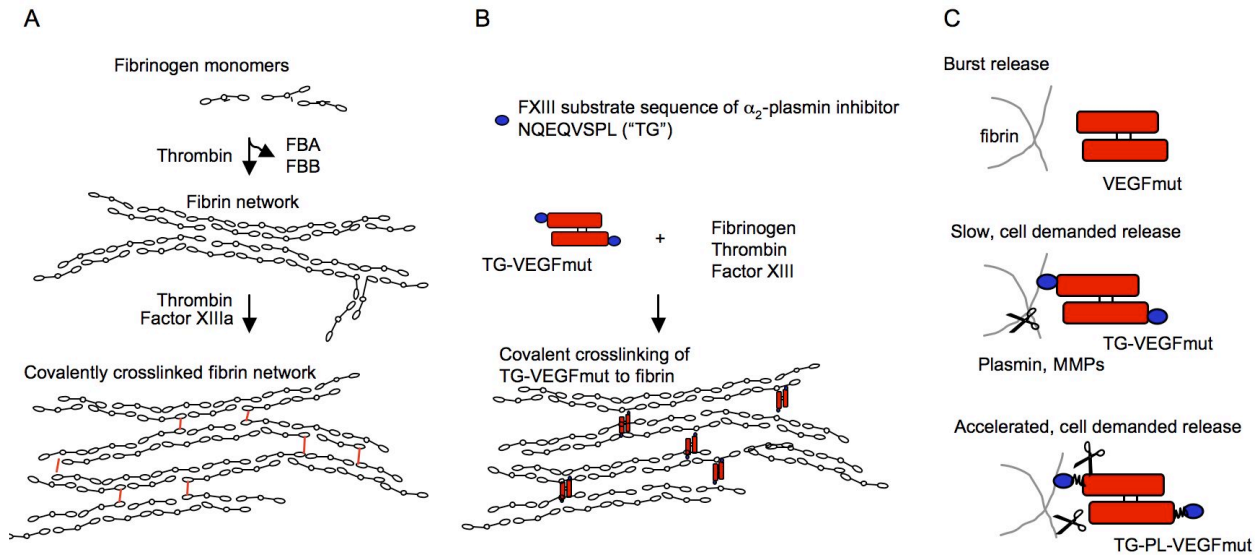 A
Fibrinogen monomers
Thrombin
FBA
FBB
Fibrin network
Thrombin
Factor XIIIa
Covalently crosslinked fibrin network
B
FXIII substrate sequence of α2-plasmin inhibitor
NQEQVSPL (“TG”)
TG-VEGFmut
+
Fibrinogen
Thrombin
Factor XIII
Covalent crosslinking of
TG-VEGFmut to fibrin
C
Burst release
fibrin
VEGFmut
Slow, cell demanded release
TG-VEGFmut
Plasmin, MMPs
Accelerated, cell demanded release
TG-PL-VEGFmut